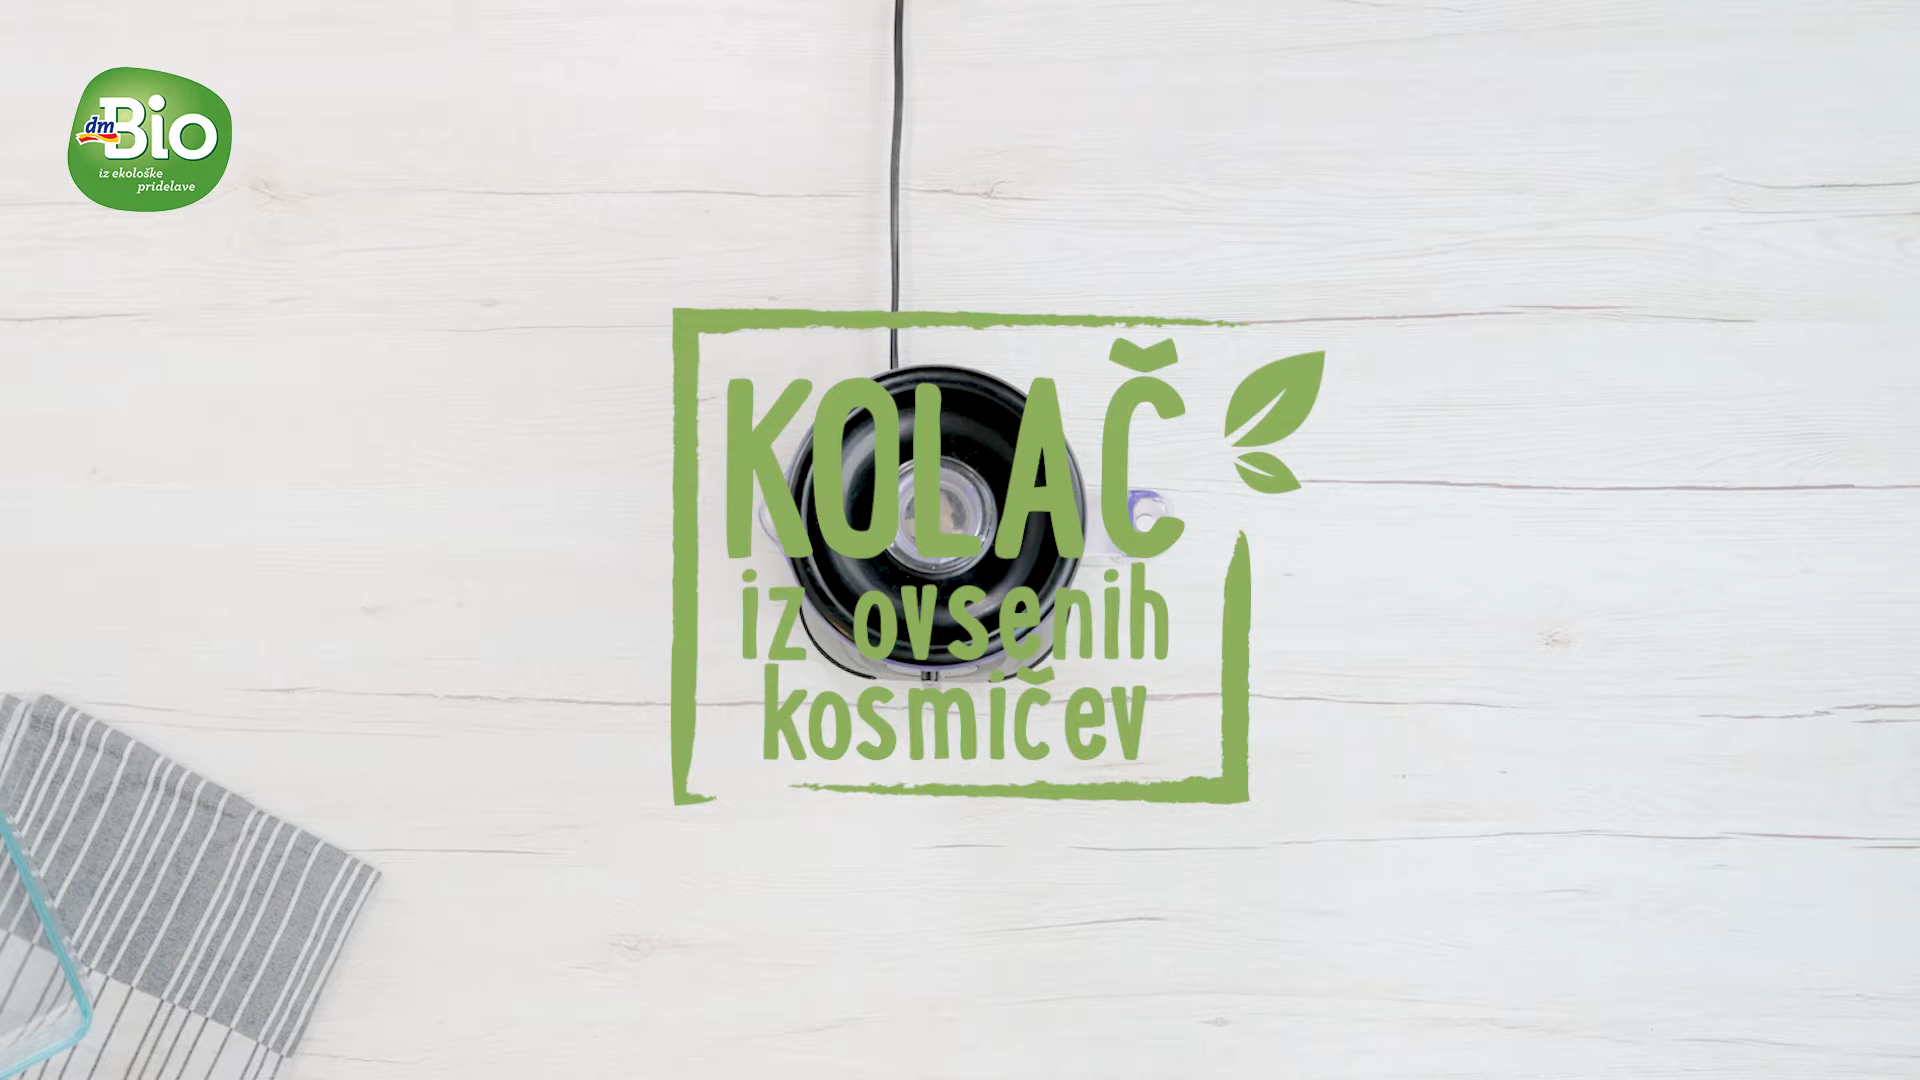 dm
Bio
iz ekološke
pridelave
KOLAČ
iz ovsenih
kosmičev